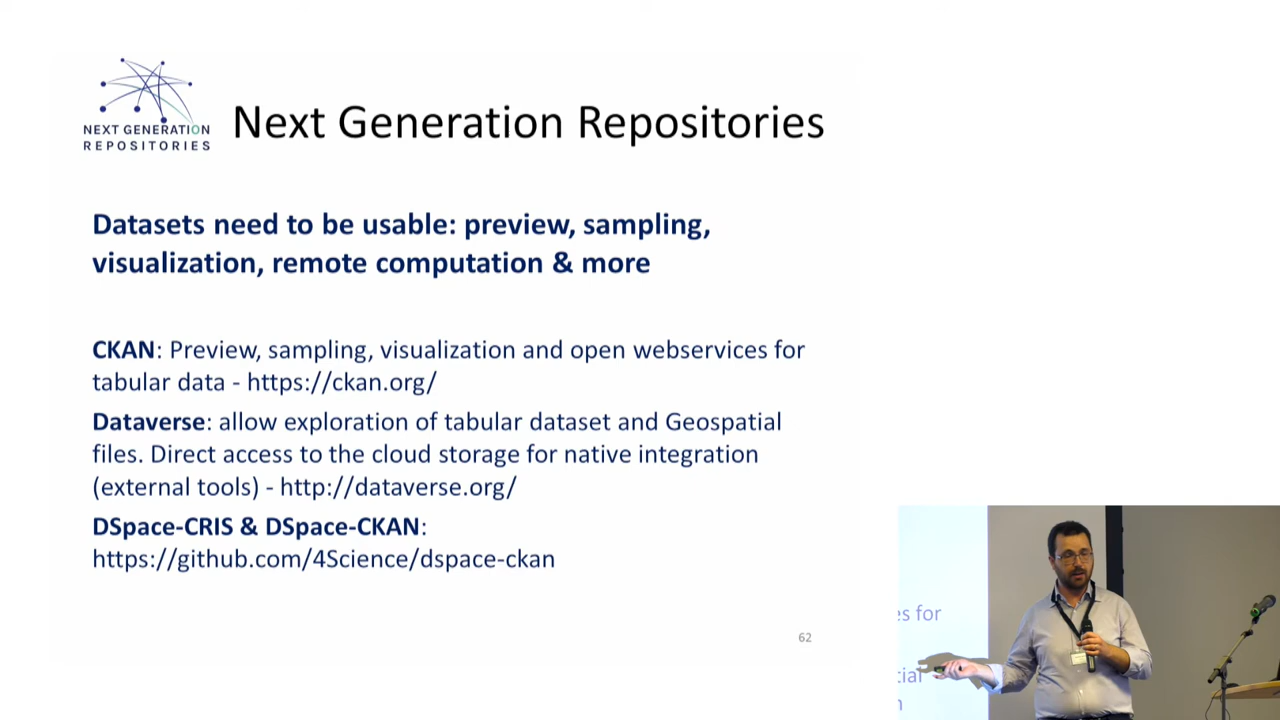 NEXT GENERATION
REPOSITORIES
Next Generation Repositories
Datasets need to be usable: preview, sampling,
visualization, remote computation & more
CKAN: Preview, sampling, visualization and open webservices for
tabular data - https://ckan.org/
Dataverse: allow exploration of tabular dataset and Geospatial
files. Direct access to the cloud storage for native integration
(external tools) - http://dataverse.org/
DSpace-CRIS & DSpace-CKAN:
https://github.com/4Science/dspace-ckan
62
es for
tial
n